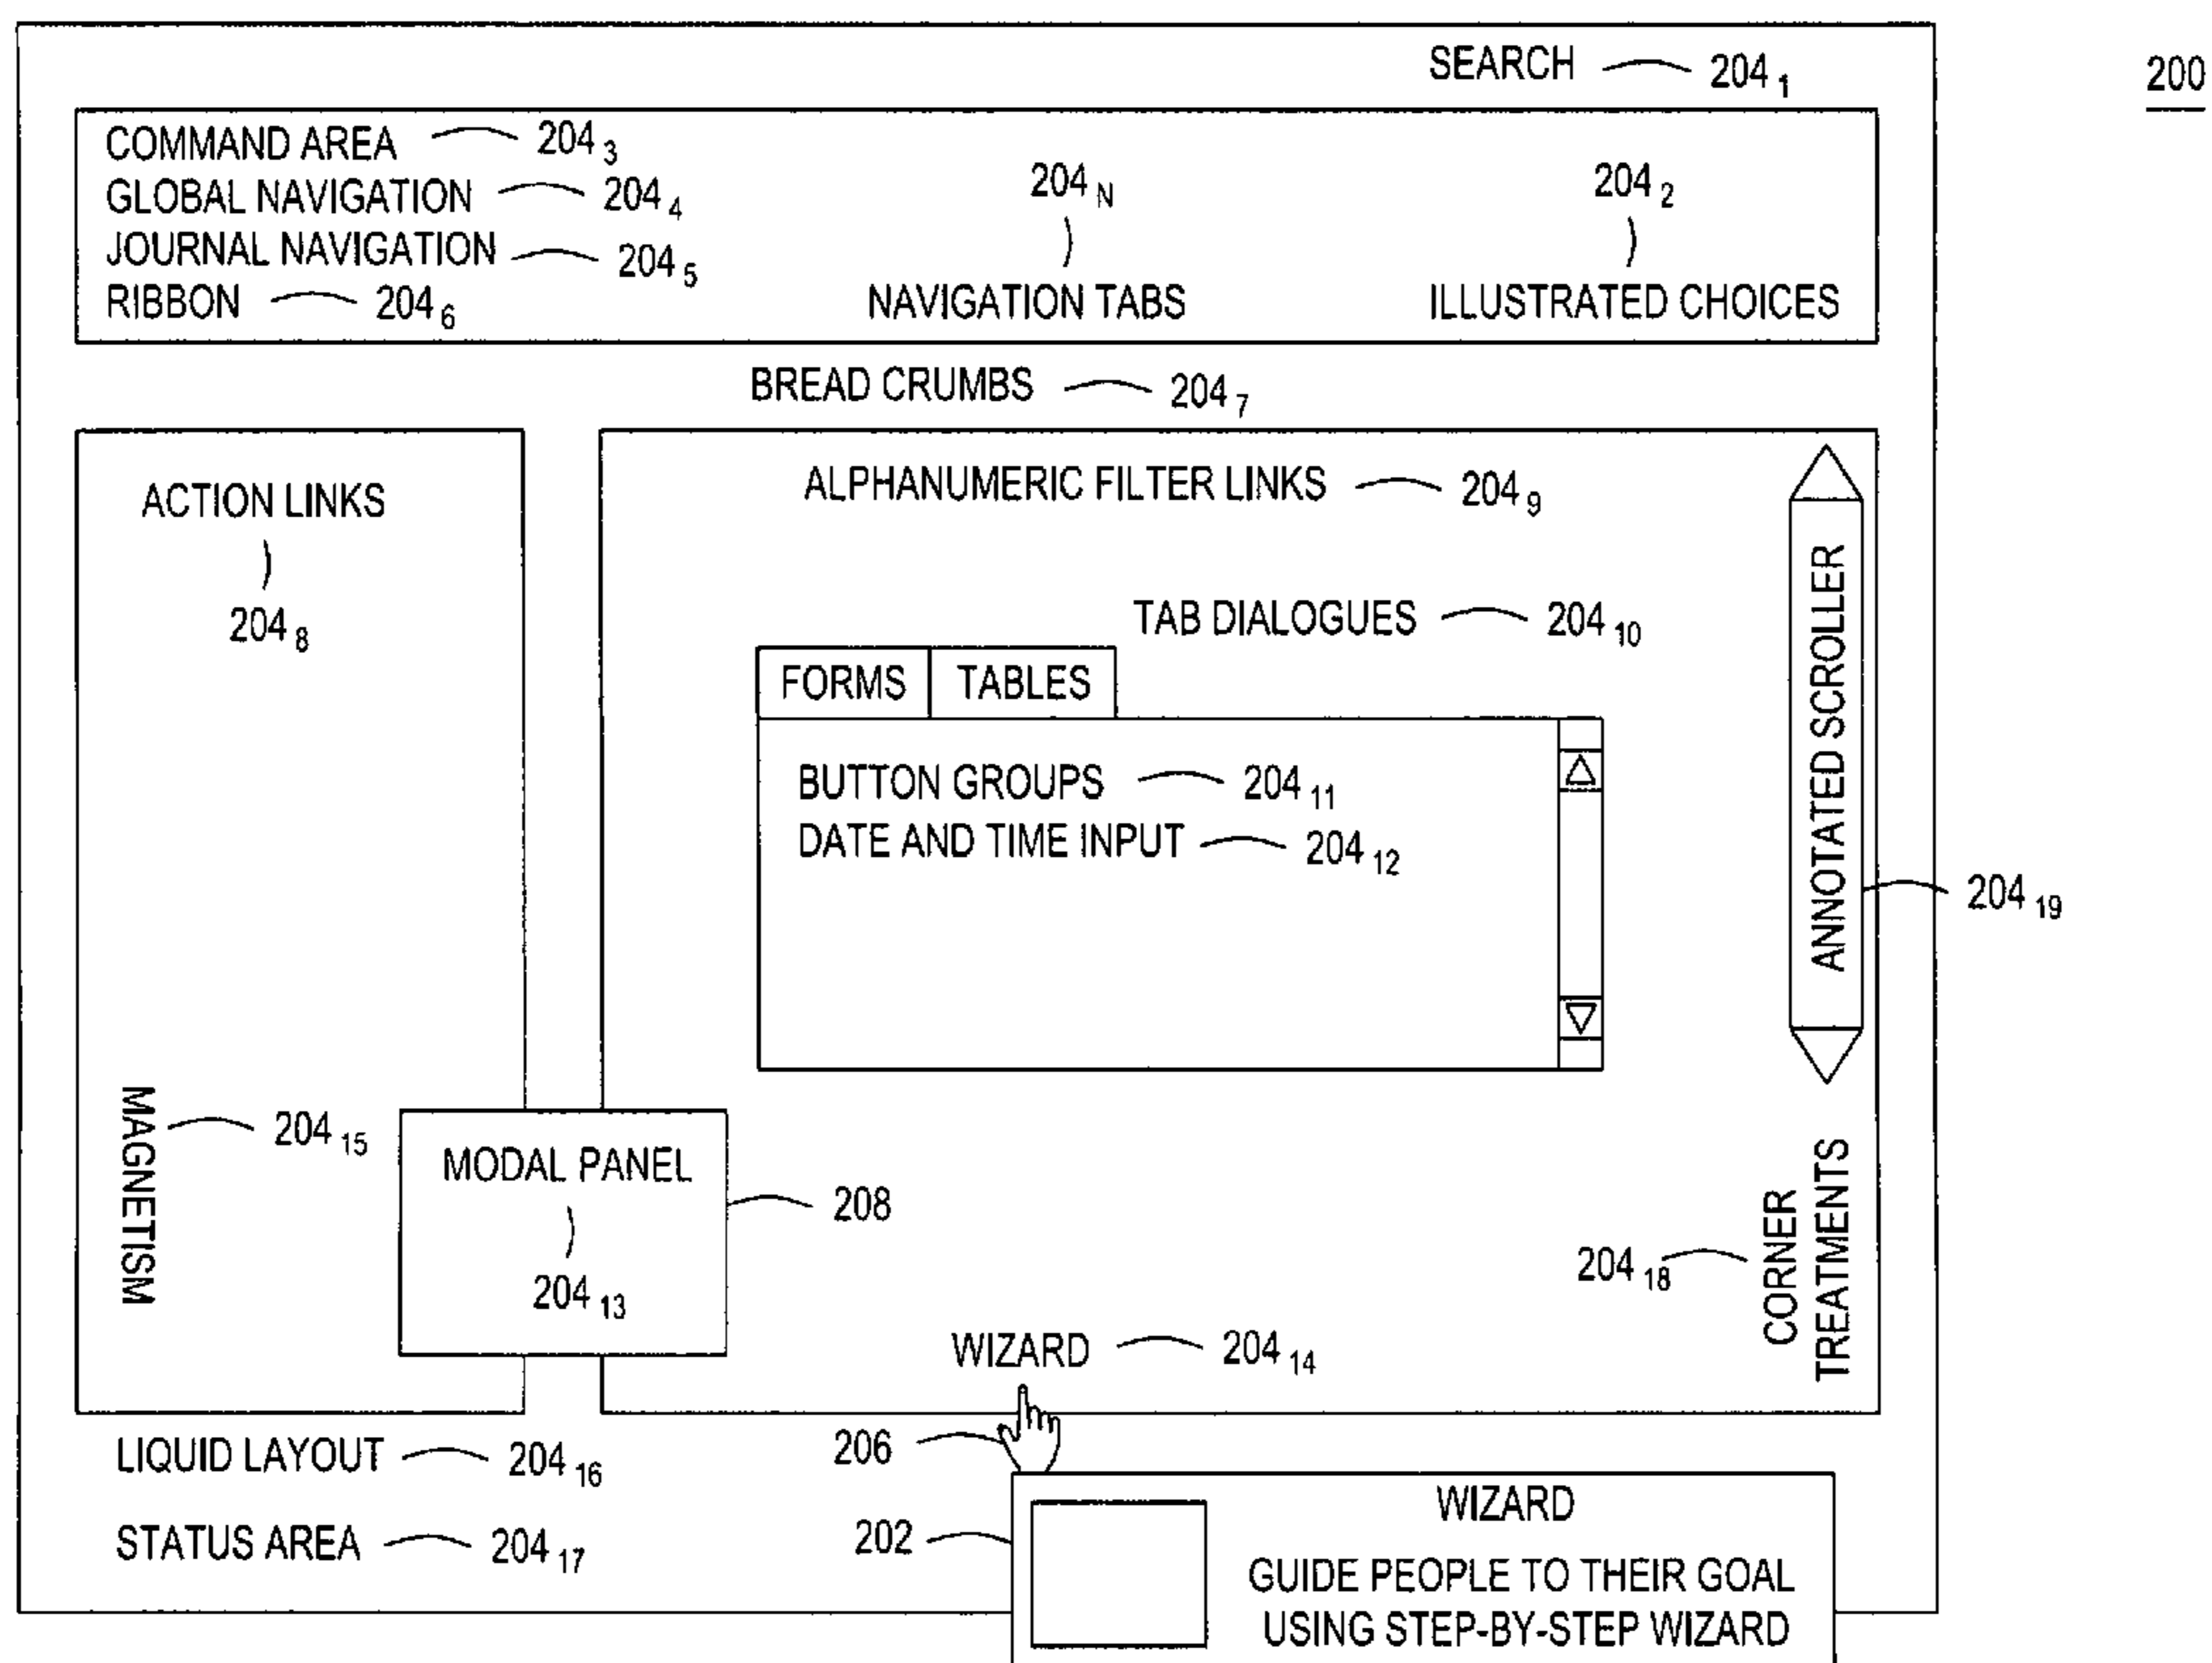 SEARCH 204 1
200
COMMAND AREA 204 3
GLOBAL NAVIGATION 204 4
JOURNAL NAVIGATION 204 5
RIBBON 204 6
204 N
NAVIGATION TABS
204 2
ILLUSTRATED CHOICES
BREAD CRUMBS 204 7
ACTION LINKS
204 8
ALPHANUMERIC FILTER LINKS 204 9
TAB DIALOGUES 204 10
FORMS TABLES
BUTTON GROUPS 204 11
DATE AND TIME INPUT 204 12
ANNOTATED SCROLLER
204 19
MAGNETISM
204 15
MODAL PANEL
204 13
208
204 18
CORNER
TREATMENTS
WIZARD 204 14
206
LIQUID LAYOUT 204 16
STATUS AREA 204 17
202
WIZARD
GUIDE PEOPLE TO THEIR GOAL
USING STEP-BY-STEP WIZARD